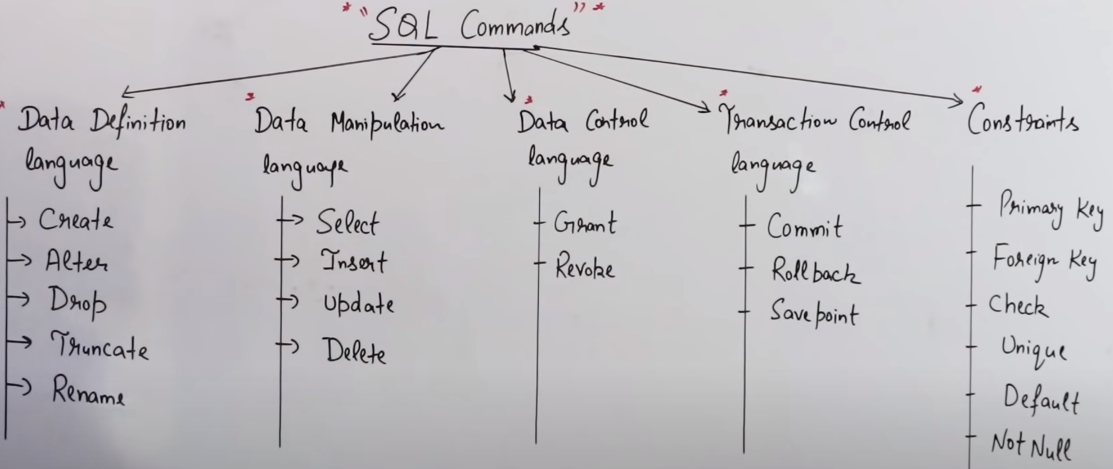 * "SQL Commands" *
* Data Definition
language
→ Create
→ Alter
→ Drop
→ Truncate
→ Rename
* Data Manipulation
language
→ Select
→ Insert
→ Update
→ Delete
* Data Control
language
- Grant
- Revoke
* Transaction Control
language
- Commit
- Rollback
- Savepoint
* Constraints
- Primary Key
- Foreign Key
- Check
- Unique
- Default
- Not Null